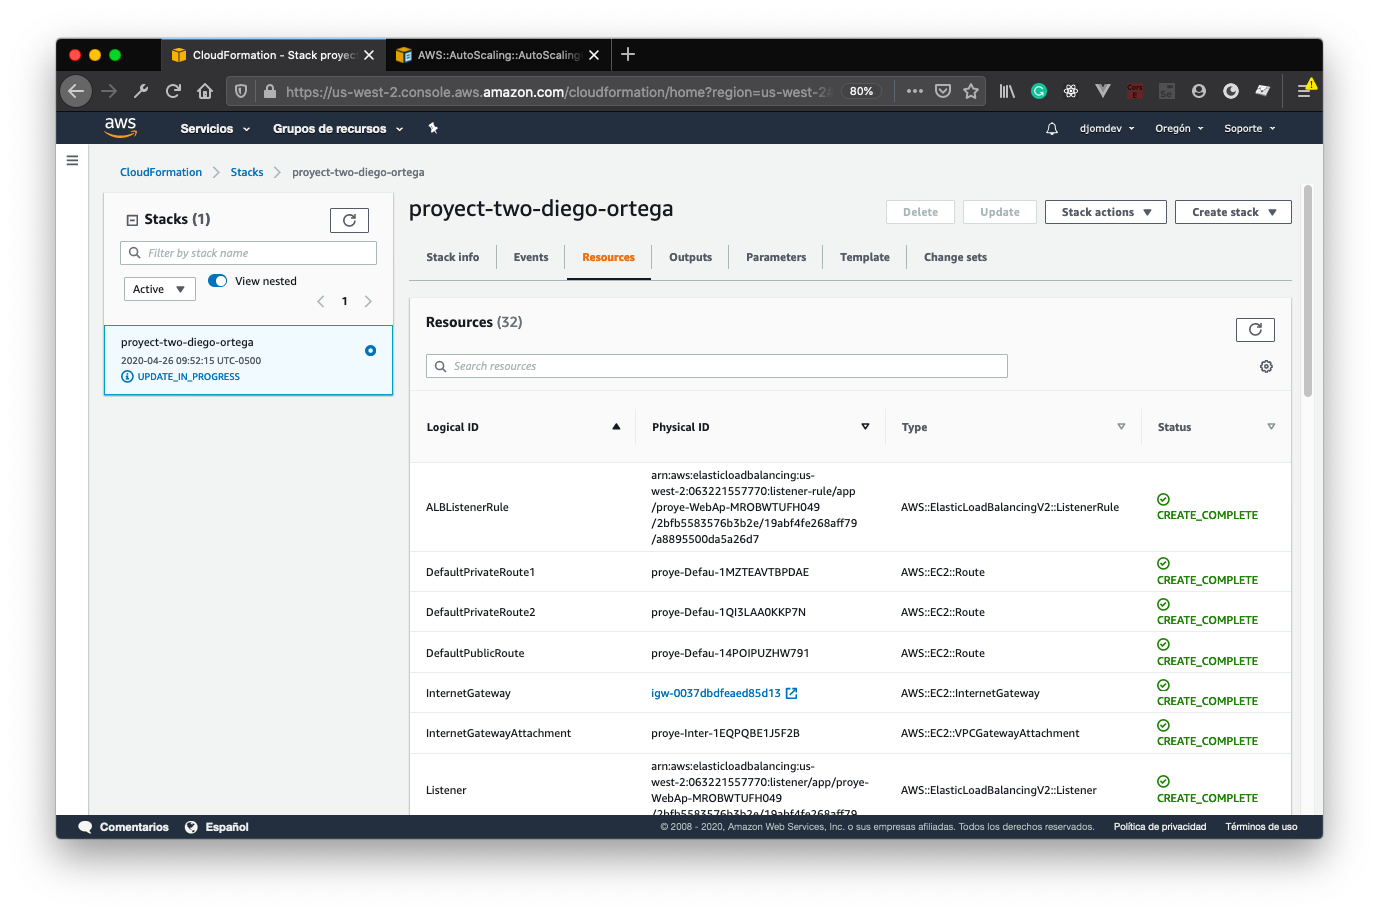 CloudFormation - Stack proyec
AWS::AutoScaling::AutoScaling
https://us-west-2.console.aws.amazon.com/cloudformation/home?region=us-west-2
80%
aws
Servicios
Grupos de recursos
djomdev
Oregón
Soporte
CloudFormation
Stacks
proyect-two-diego-ortega
Stacks (1)
Filter by stack name
Active
View nested
1
proyect-two-diego-ortega
2020-04-26 09:52:15 UTC-0500
UPDATE_IN_PROGRESS
proyect-two-diego-ortega
Delete
Update
Stack actions
Create stack
Stack info
Events
Resources
Outputs
Parameters
Template
Change sets
Resources (32)
Search resources
Logical ID
Physical ID
Type
Status
ALBListenerRule
arn:aws:elasticloadbalancing:us-
west-2:063221557770:listener-rule/app
/proye-WebAp-MROBWTUFH049
/2bfb5583576b3b2e/19abf4fe268aff79
/a8895500da5a26d7
AWS::ElasticLoadBalancingV2::ListenerRule
CREATE_COMPLETE
DefaultPrivateRoute1
proye-Defau-1MZTEAVTBPDAE
AWS::EC2::Route
CREATE_COMPLETE
DefaultPrivateRoute2
proye-Defau-1QI3LAA0KKP7N
AWS::EC2::Route
CREATE_COMPLETE
DefaultPublicRoute
proye-Defau-14POIPUZHW791
AWS::EC2::Route
CREATE_COMPLETE
InternetGateway
igw-0037dbdfeaed85d13
AWS::EC2::InternetGateway
CREATE_COMPLETE
InternetGatewayAttachment
proye-Inter-1EQPQBE1J5F2B
AWS::EC2::VPCGatewayAttachment
CREATE_COMPLETE
Listener
arn:aws:elasticloadbalancing:us-
west-2:063221557770:listener/app/proye-
WebAp-MROBWTUFH049
/2bfb5583576b3b2e/19abf4fe268aff79
AWS::ElasticLoadBalancingV2::Listener
CREATE_COMPLETE
Comentarios
Español
© 2008 - 2020, Amazon Web Services, Inc. o sus empresas afiliadas. Todos los derechos reservados.
Política de privacidad
Términos de uso